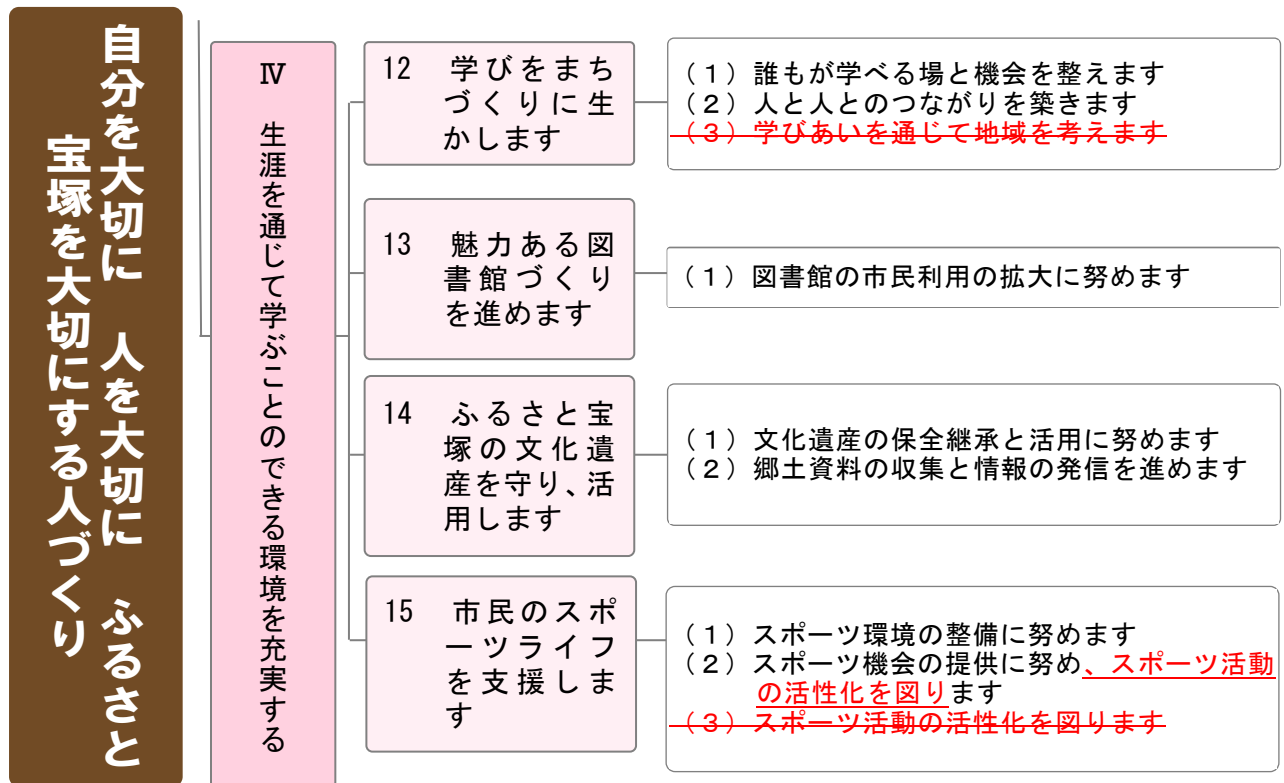 自分を大切に　人を大切に　ふるさと
宝塚を大切にする人づくり
Ⅳ　生涯を通じて学ぶことのできる環境を充実する
12　学びをまち
づくりに生
かします
（１）誰もが学べる場と機会を整えます
（２）人と人とのつながりを築きます
（３）学びあいを通じて地域を考えます
13　魅力ある図
書館づくり
を進めます
（１）図書館の市民利用の拡大に努めます
14　ふるさと宝
塚の文化遺
産を守り、活
用します
（１）文化遺産の保全継承と活用に努めます
（２）郷土資料の収集と情報の発信を進めます
15　市民のスポ
ーツライフ
を支援しま
す
（１）スポーツ環境の整備に努めます
（２）スポーツ機会の提供に努め、スポーツ活動
の活性化を図ります
（３）スポーツ活動の活性化を図ります